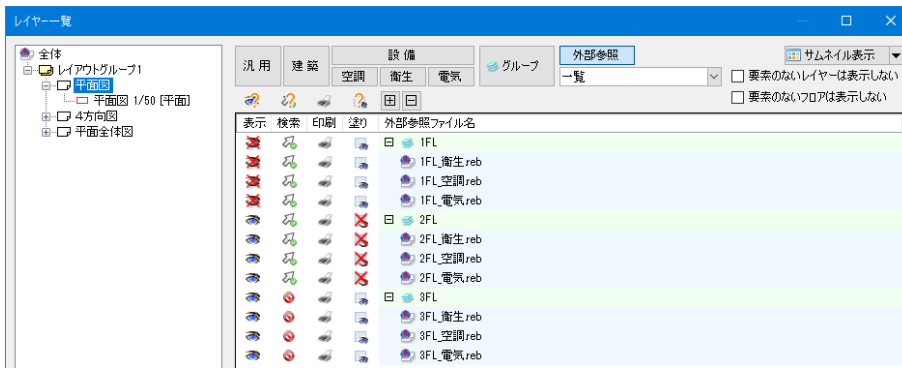 レイヤー一覧
全体
レイアウトグループ1
平面図
平面図 1/50 [平面]
4方向図
平面全体図
汎用
建築
設備
空調
衛生
電気
グループ
外部参照
一覧
サムネイル表示
要素のないレイヤーは表示しない
要素のないフロアは表示しない
表示 検索 印刷 塗り 外部参照ファイル名
1FL
1FL_衛生.reb
1FL_空調.reb
1FL_電気.reb
2FL
2FL_衛生.reb
2FL_空調.reb
2FL_電気.reb
3FL
3FL_衛生.reb
3FL_空調.reb
3FL_電気.reb